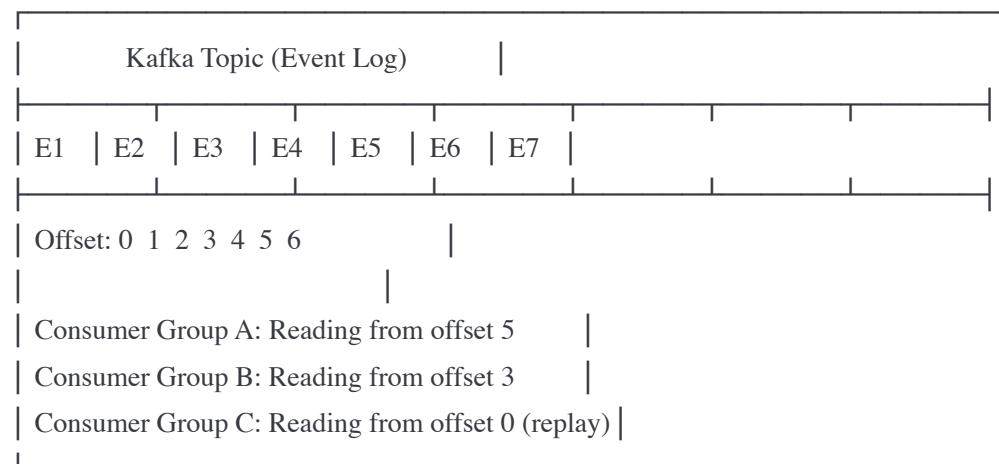 Kafka Topic (Event Log)
E1 E2 E3 E4 E5 E6 E7
Offset: 0 1 2 3 4 5 6
Consumer Group A: Reading from offset 5
Consumer Group B: Reading from offset 3
Consumer Group C: Reading from offset 0 (replay)